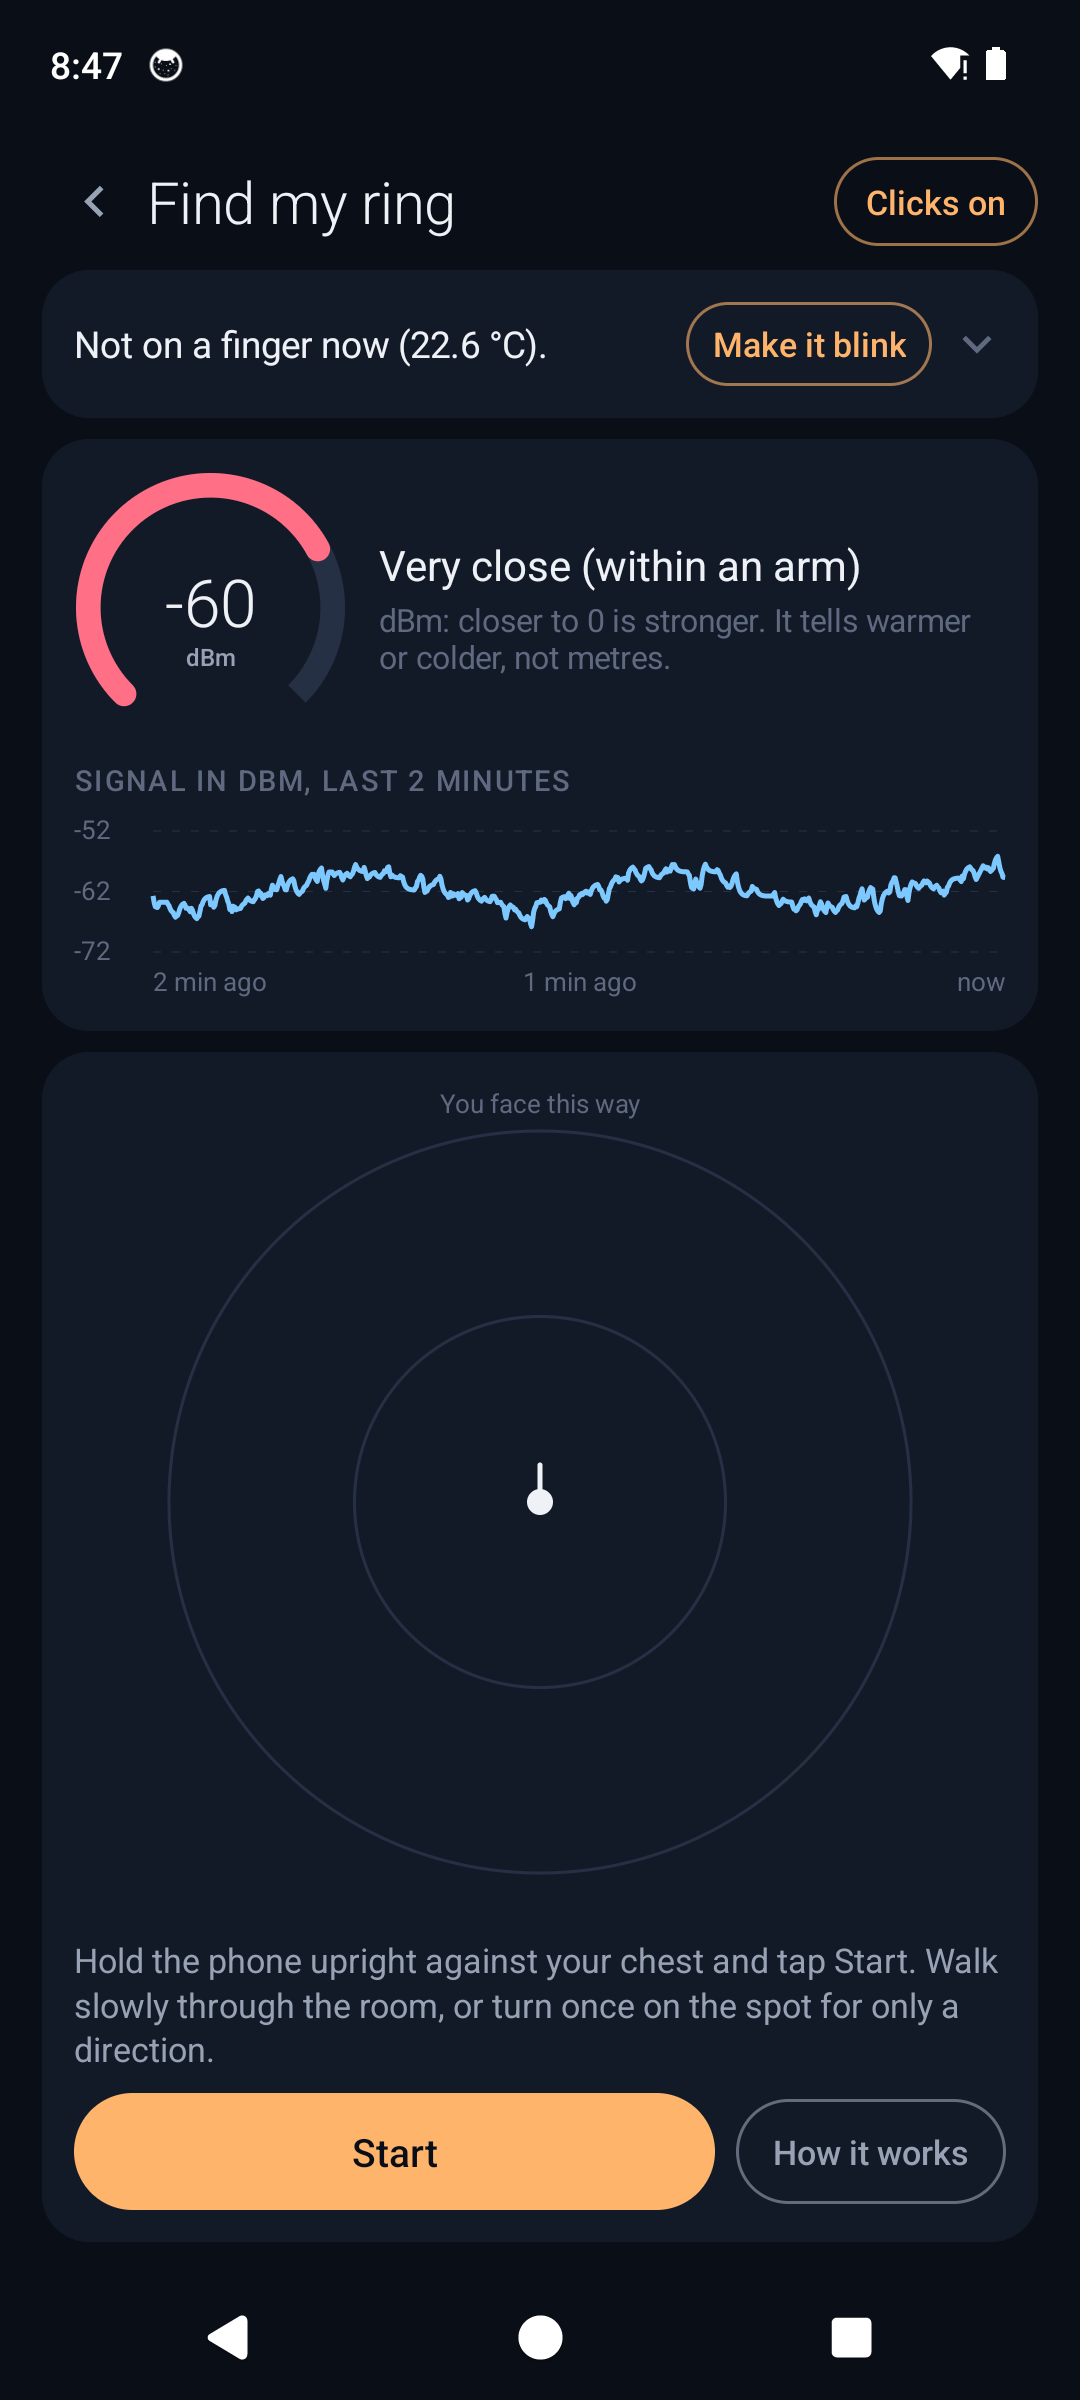 8:47
Find my ring
Clicks on
Not on a finger now (22.6 °C).
Make it blink
-60
dBm
Very close (within an arm)
dBm: closer to 0 is stronger. It tells warmer
or colder, not metres.
SIGNAL IN DBM, LAST 2 MINUTES
-52
-62
-72
2 min ago
1 min ago
now
You face this way
Hold the phone upright against your chest and tap Start. Walk
slowly through the room, or turn once on the spot for only a
direction.
Start
How it works